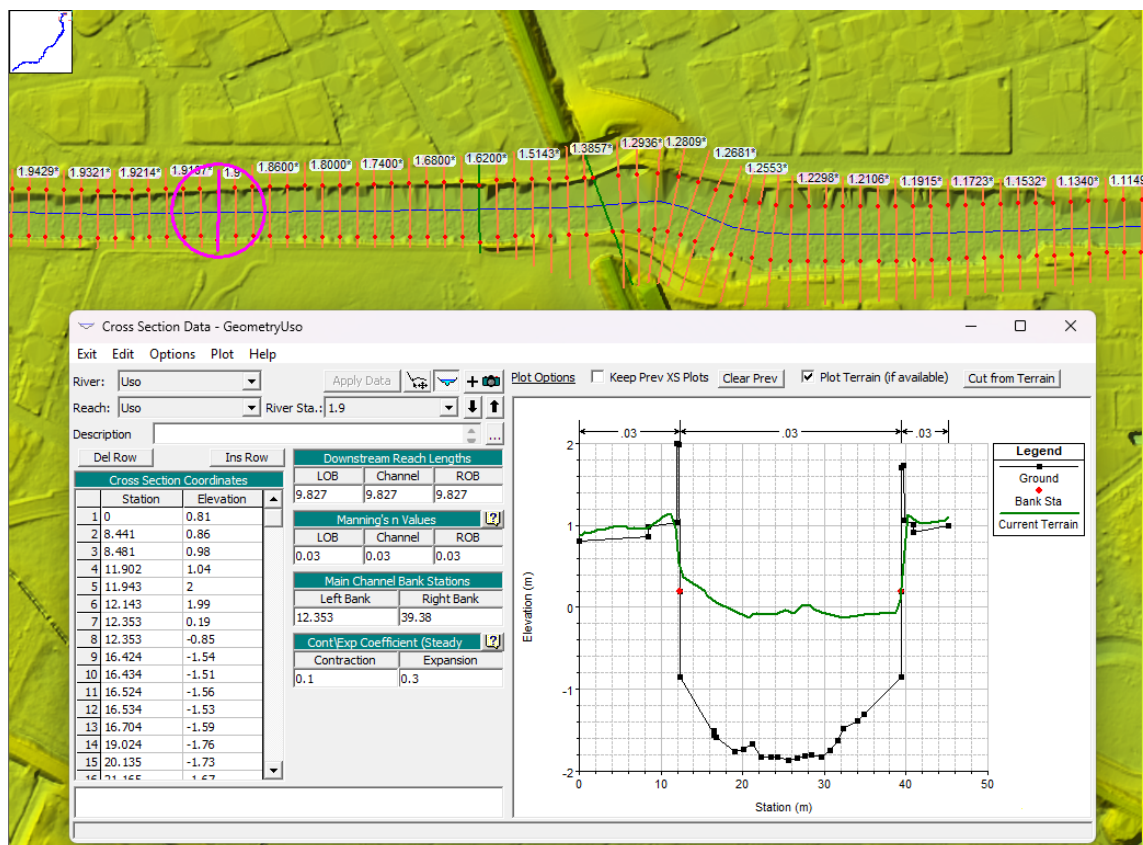 1.9429* 1.9321* 1.9214* 1.9 1.8600* 1.8000* 1.7400* 1.6800* 1.6200* 1.5143* 1.3857* 1.2936* 1.2809*
1.2681*
1.2553*
1.2298* 1.2106* 1.1915* 1.1723* 1.1532* 1.1340* 1.1149
Cross Section Data - GeometryUso
Exit Edit Options Plot Help
River: Uso Apply Data + Plot Options Keep Prev XS Plots Clear Prev Plot Terrain (if available) Cut from Terrain
Reach: Uso River Sta.: 1.9
Description ...
Del Row Ins Row
Cross Section Coordinates
Station Elevation
1 0 0.81
2 8.441 0.86
3 8.481 0.98
4 11.902 1.04
5 11.943 2
6 12.143 1.99
7 12.353 0.19
8 12.353 -0.85
9 16.424 -1.54
10 16.434 -1.51
11 16.524 -1.56
12 16.534 -1.53
13 16.704 -1.59
14 19.024 -1.76
15 20.135 -1.73
16 21.165 -1.67
Downstream Reach Lengths
LOB Channel ROB
9.827 9.827 9.827
Manning's n Values
LOB Channel ROB
0.03 0.03 0.03
Main Channel Bank Stations
Left Bank Right Bank
12.353 39.38
Cont\Exp Coefficient (Steady
Contraction Expansion
0.1 0.3
.03 .03 .03
2
1
0
-1
-2
0 10 20 30 40 50
Elevation (m)
Station (m)
Legend
Ground
Bank Sta
Current Terrain